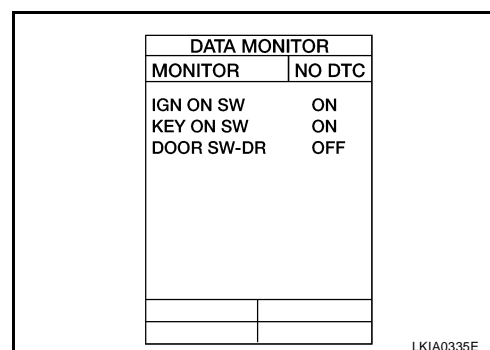 DATA MONITOR
MONITOR NO DTC
IGN ON SW ON
KEY ON SW ON
DOOR SW-DR OFF
LKIA0335E